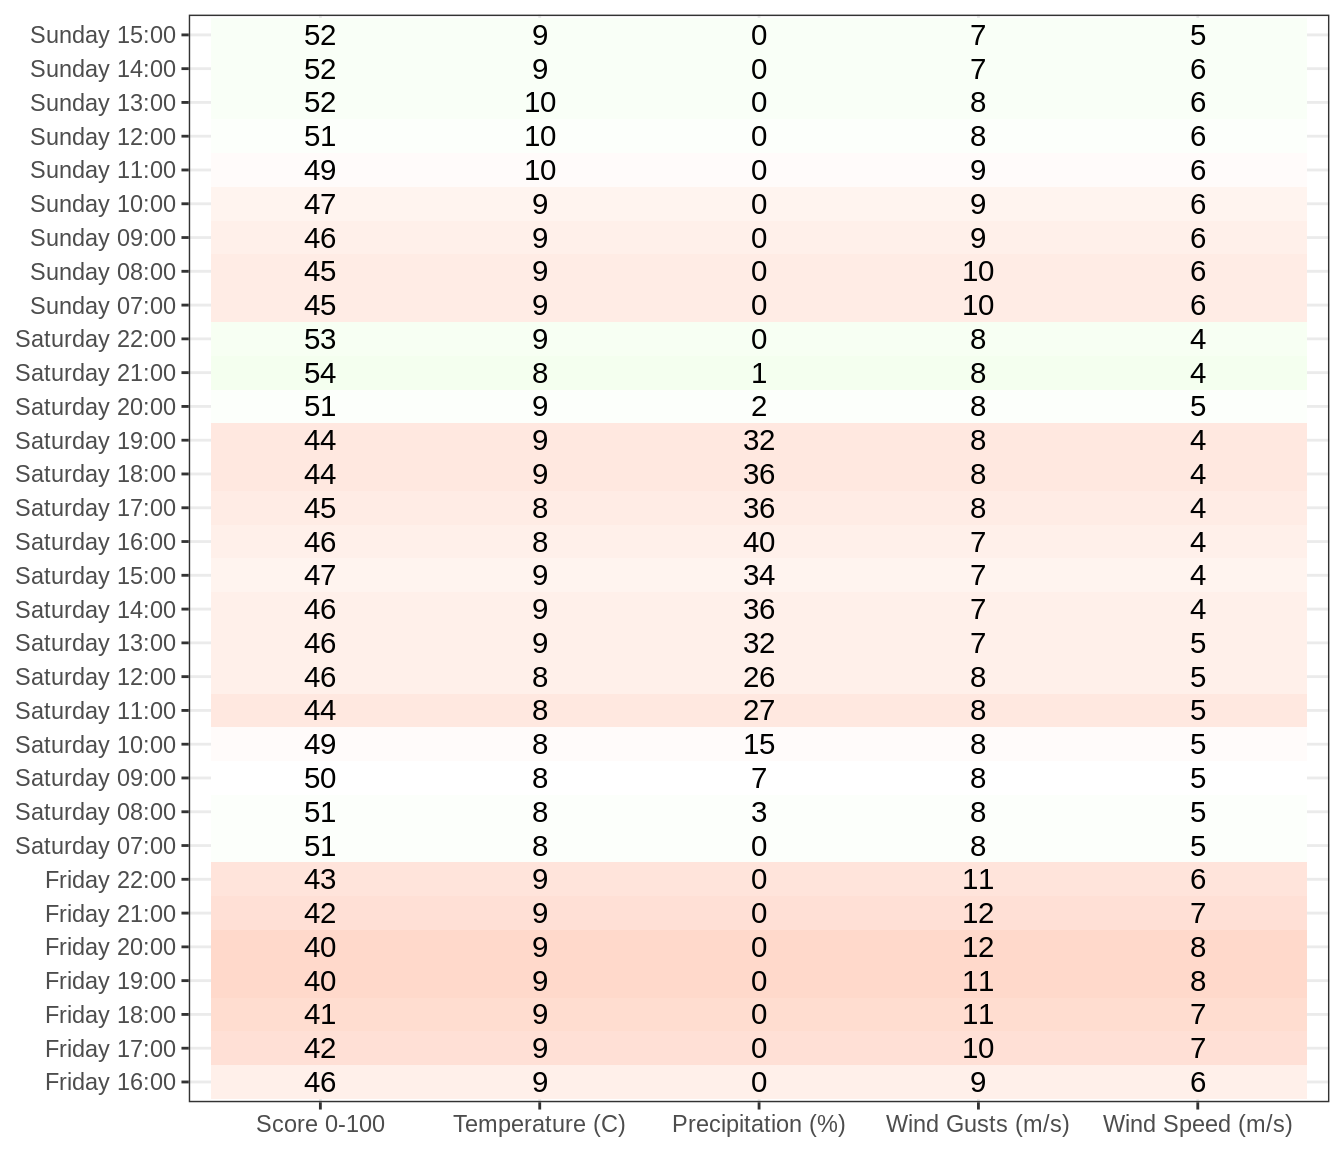 Sunday 15:00 52 9 0 7 5
Sunday 14:00 52 9 0 7 6
Sunday 13:00 52 10 0 8 6
Sunday 12:00 51 10 0 8 6
Sunday 11:00 49 10 0 9 6
Sunday 10:00 47 9 0 9 6
Sunday 09:00 46 9 0 9 6
Sunday 08:00 45 9 0 10 6
Sunday 07:00 45 9 0 10 6
Saturday 22:00 53 9 0 8 4
Saturday 21:00 54 8 1 8 4
Saturday 20:00 51 9 2 8 5
Saturday 19:00 44 9 32 8 4
Saturday 18:00 44 9 36 8 4
Saturday 17:00 45 8 36 8 4
Saturday 16:00 46 8 40 7 4
Saturday 15:00 47 9 34 7 4
Saturday 14:00 46 9 36 7 4
Saturday 13:00 46 9 32 7 5
Saturday 12:00 46 8 26 8 5
Saturday 11:00 44 8 27 8 5
Saturday 10:00 49 8 15 8 5
Saturday 09:00 50 8 7 8 5
Saturday 08:00 51 8 3 8 5
Saturday 07:00 51 8 0 8 5
Friday 22:00 43 9 0 11 6
Friday 21:00 42 9 0 12 7
Friday 20:00 40 9 0 12 8
Friday 19:00 40 9 0 11 8
Friday 18:00 41 9 0 11 7
Friday 17:00 42 9 0 10 7
Friday 16:00 46 9 0 9 6
Score 0-100 Temperature (C) Precipitation (%) Wind Gusts (m/s) Wind Speed (m/s)